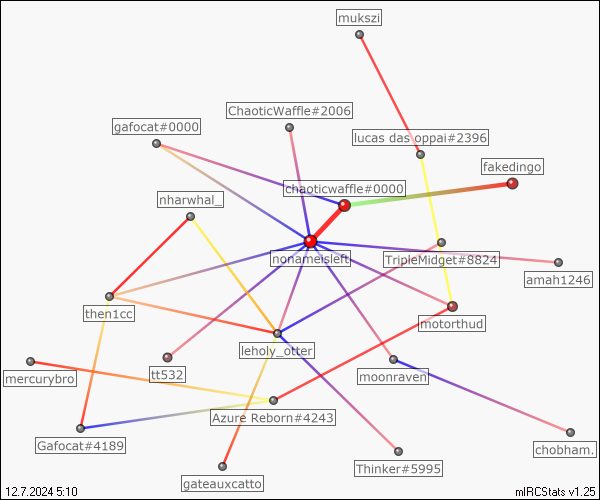 mukszi
ChaoticWaffle#2006
gafocat#0000
lucas das oppai#2396
fakedingo
chaoticwaffle#0000
nharwhal_
nonameisleft
TripleMidget#8824
amah1246
then1cc
motorthud
leholy_otter
tt532
moonraven
mercurybro
Azure Reborn#4243
Gafocat#4189
chobham.
Thinker#5995
gateauxcatto
12.7.2024 5:10
mIRCStats v1.25